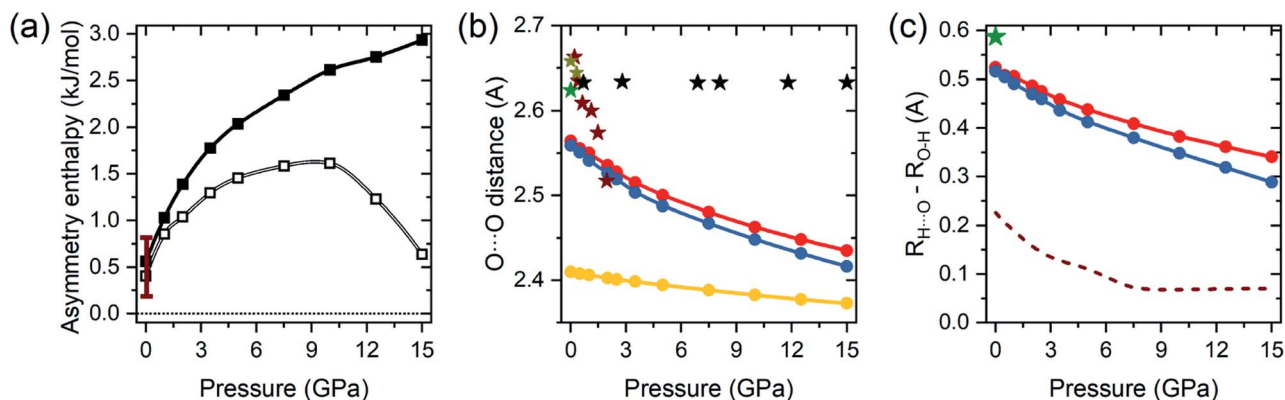 (a)
Asymmetry enthalpy (kJ/mol)
3.0
2.5
2.0
1.5
1.0
0.5
0.0
0 3 6 9 12 15
Pressure (GPa)
(b)
O···O distance (A)
2.7
2.6
2.5
2.4
0 3 6 9 12 15
Pressure (GPa)
(c)
R_H···O - R_O-H (A)
0.6
0.5
0.4
0.3
0.2
0.1
0.0
0 3 6 9 12 15
Pressure (GPa)